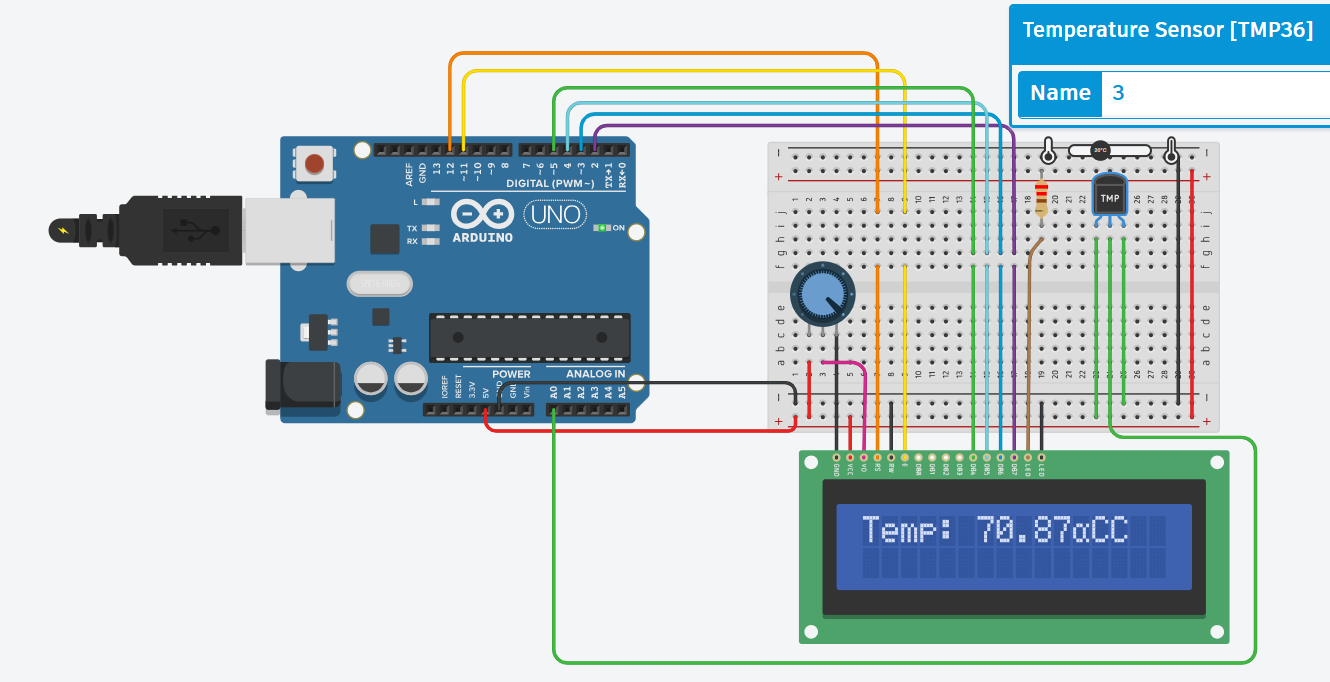 Temperature Sensor [TMP36]
Name 3
AREF
GND
13
12
~11
~10
~9
8
7
~6
~5
4
~3
2
TX→1
RX←0
DIGITAL (PWM~)
L
TX
RX
ARDUINO
UNO
ON
POWER
ANALOG IN
IOREF
RESET
3.3V
5V
GND
Vin
A0
A1
A2
A3
A4
A5
20°C
TMP
j
i
h
g
f
e
d
c
b
a
GND
VCC
V0
RS
RW
E
DB0
DB1
DB2
DB3
DB4
DB5
DB6
DB7
LED
LED
Temp: 70.87αCC